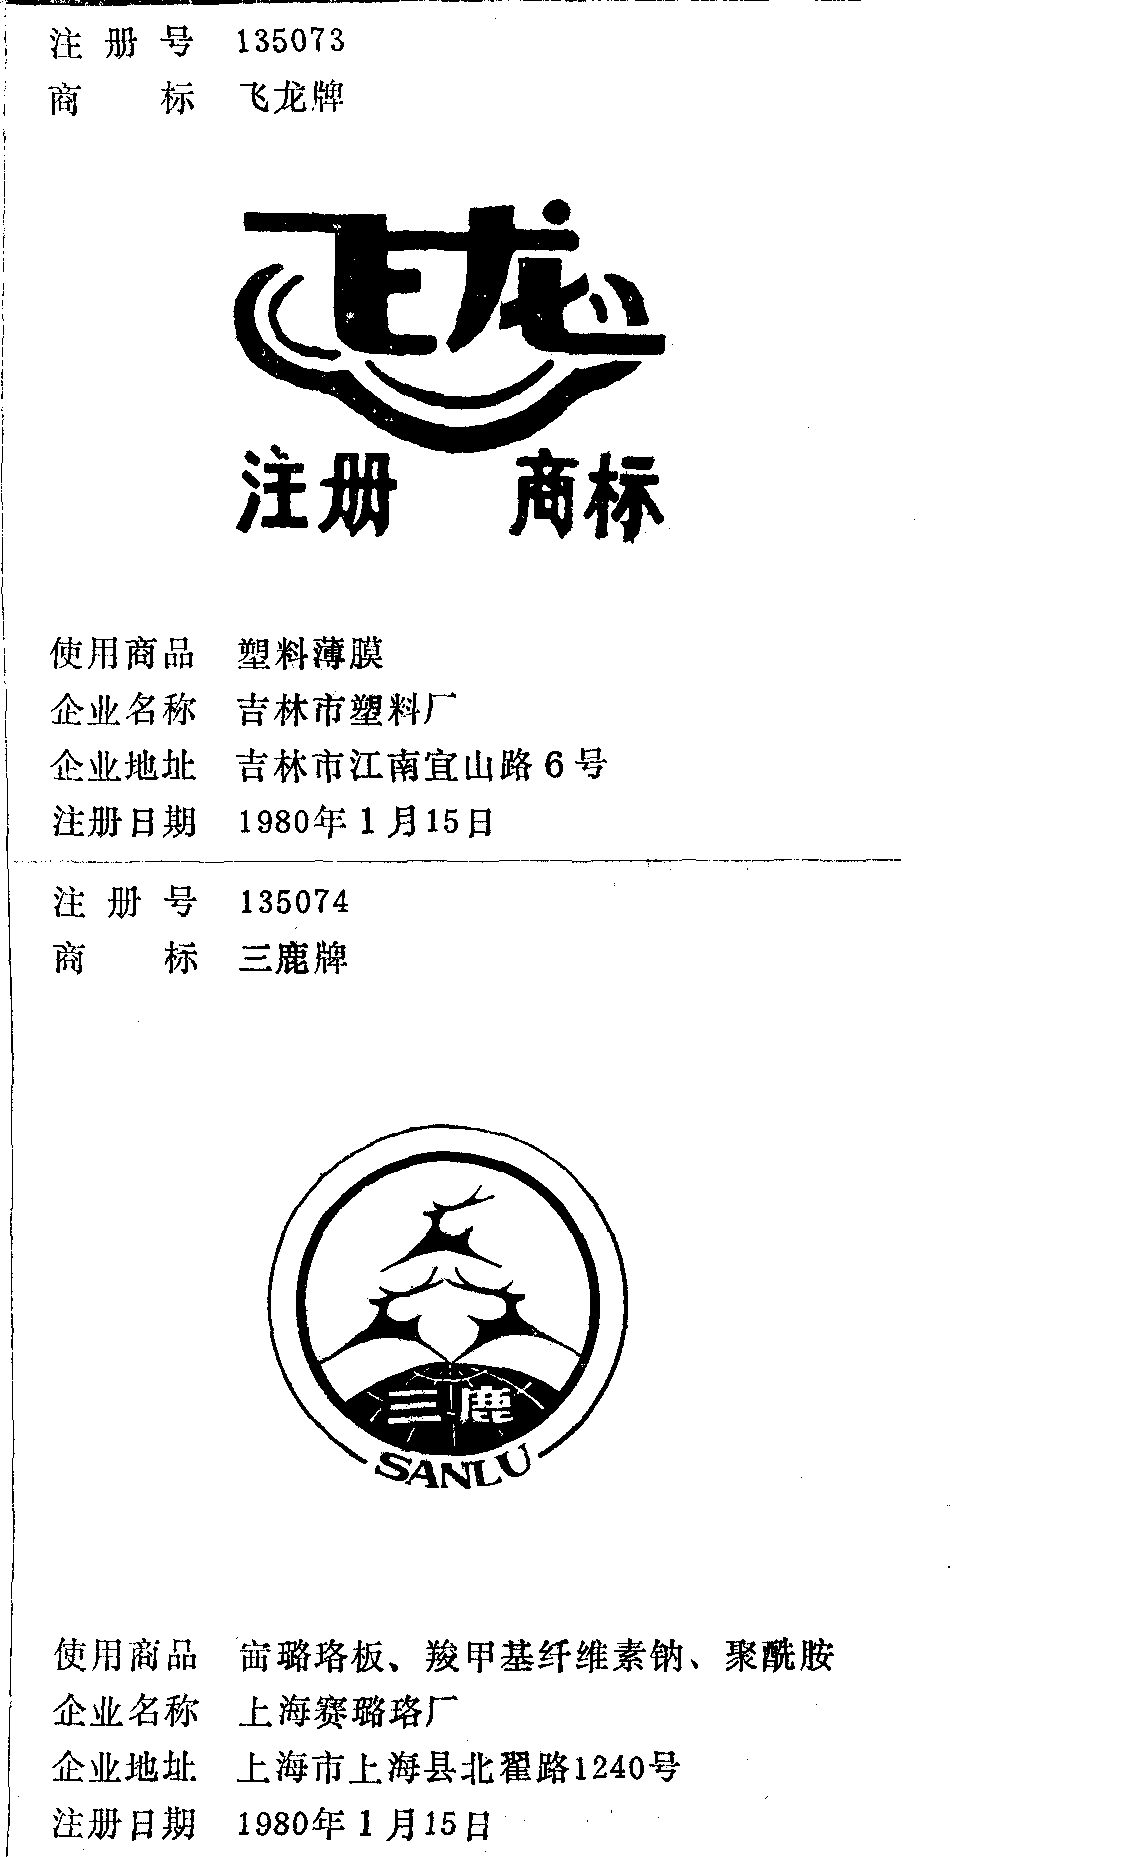 注册号 135073
商标 飞龙牌
飞龙
注册 商标
使用商品 塑料薄膜
企业名称 吉林市塑料厂
企业地址 吉林市江南宜山路6号
注册日期 1980年1月15日
注册号 135074
商标 三鹿牌
三鹿
SANLU
使用商品 亩璐珞板、羧甲基纤维素钠、聚酰胺
企业名称 上海赛璐珞厂
企业地址 上海市上海县北翟路1240号
注册日期 1980年1月15日